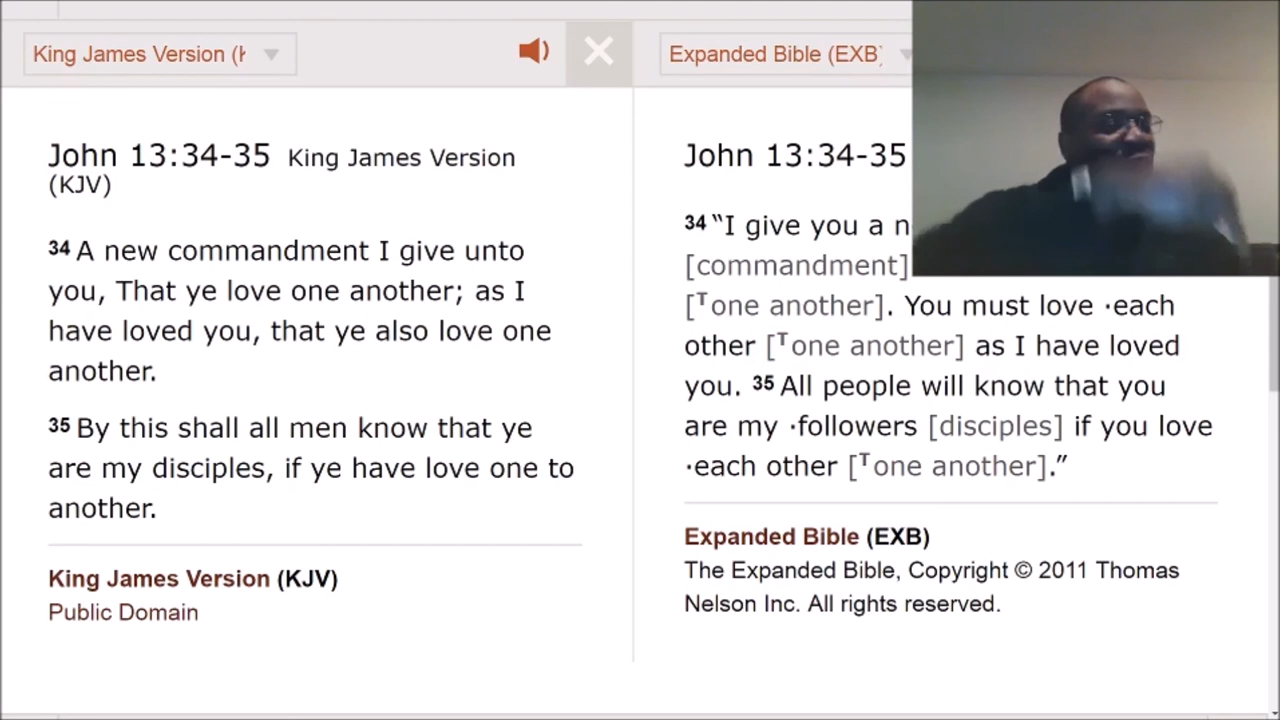 King James Version (
Expanded Bible (EXB)
John 13:34-35 King James Version
(KJV)
34 A new commandment I give unto
you, That ye love one another; as I
have loved you, that ye also love one
another.
35 By this shall all men know that ye
are my disciples, if ye have love one to
another.
King James Version (KJV)
Public Domain
John 13:34-35
34 “I give you a n
[commandment]
[Tone another]. You must love ·each
other [Tone another] as I have loved
you. 35 All people will know that you
are my ·followers [disciples] if you love
·each other [Tone another].”
Expanded Bible (EXB)
The Expanded Bible, Copyright © 2011 Thomas
Nelson Inc. All rights reserved.